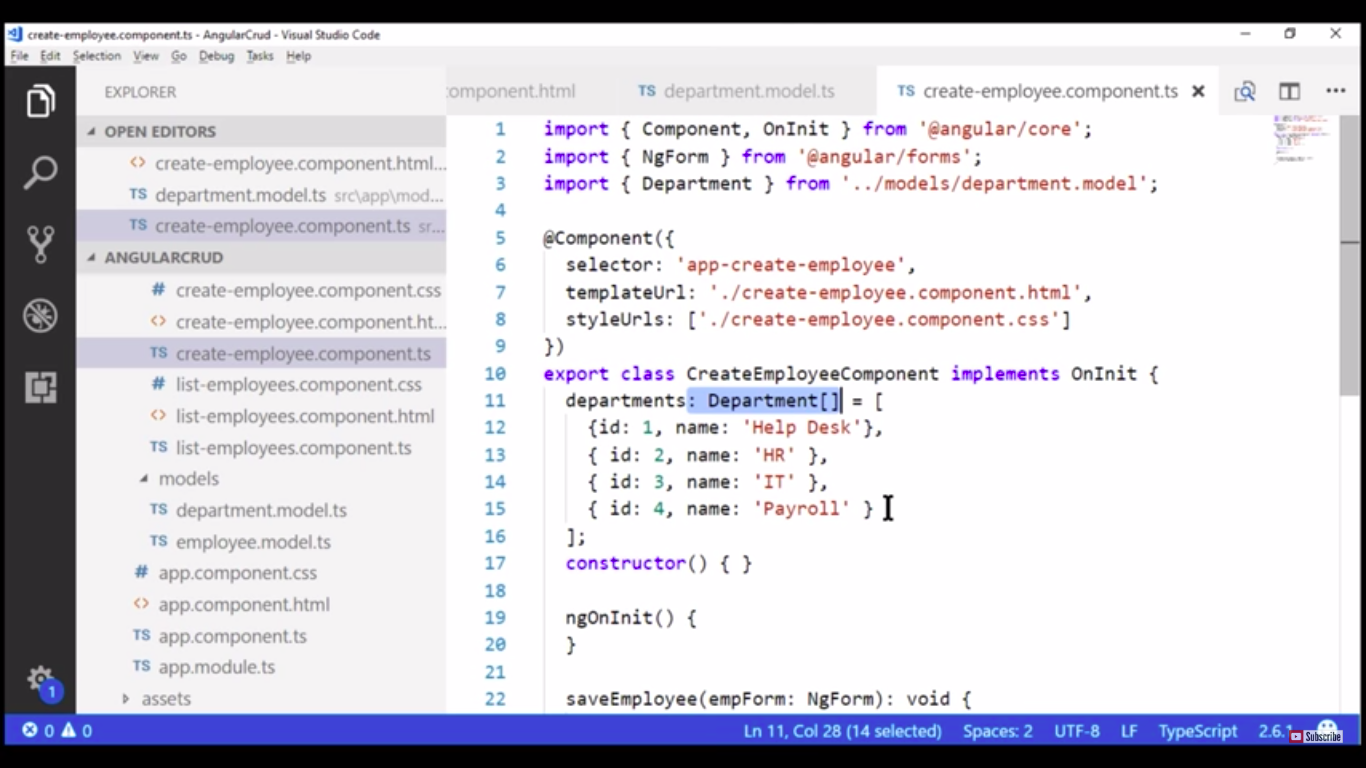 create-employee.component.ts - AngularCrud - Visual Studio Code
File Edit Selection View Go Debug Tasks Help
EXPLORER
OPEN EDITORS
create-employee.component.html...
department.model.ts src\app\mod...
create-employee.component.ts sr...
ANGULARCRUD
create-employee.component.css
create-employee.component.ht...
create-employee.component.ts
list-employees.component.css
list-employees.component.html
list-employees.component.ts
models
department.model.ts
employee.model.ts
app.component.css
app.component.html
app.component.ts
app.module.ts
assets
1
omponent.html TS department.model.ts TS create-employee.component.ts
1 import { Component, OnInit } from '@angular/core';
2 import { NgForm } from '@angular/forms';
3 import { Department } from '../models/department.model';
4
5 @Component({
6 selector: 'app-create-employee',
7 templateUrl: './create-employee.component.html',
8 styleUrls: ['./create-employee.component.css']
9 })
10 export class CreateEmployeeComponent implements OnInit {
11 departments: Department[] = [
12 {id: 1, name: 'Help Desk'},
13 { id: 2, name: 'HR' },
14 { id: 3, name: 'IT' },
15 { id: 4, name: 'Payroll' }
16 ];
17 constructor() { }
18
19 ngOnInit() {
20 }
21
22 saveEmployee(empForm: NgForm): void {
0 0 Ln 11, Col 28 (14 selected) Spaces: 2 UTF-8 LF TypeScript 2.6.
Subscribe